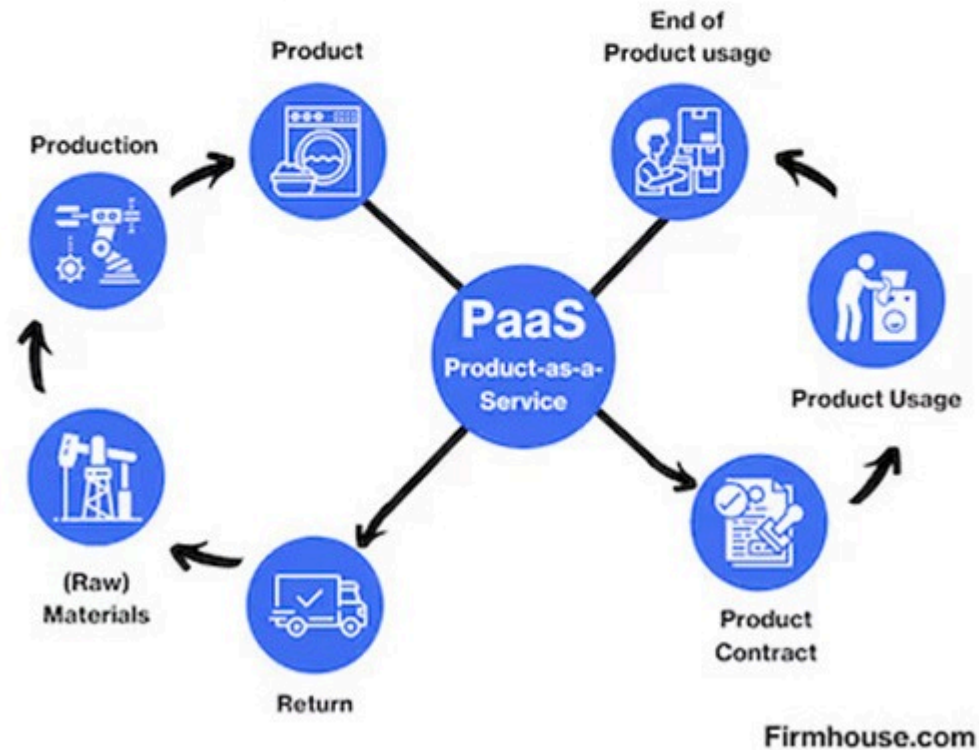 End of
Product usage
Product
Production
PaaS
Product-as-a-
Service
Product Usage
(Raw)
Materials
Product
Contract
Return
Firmhouse.com